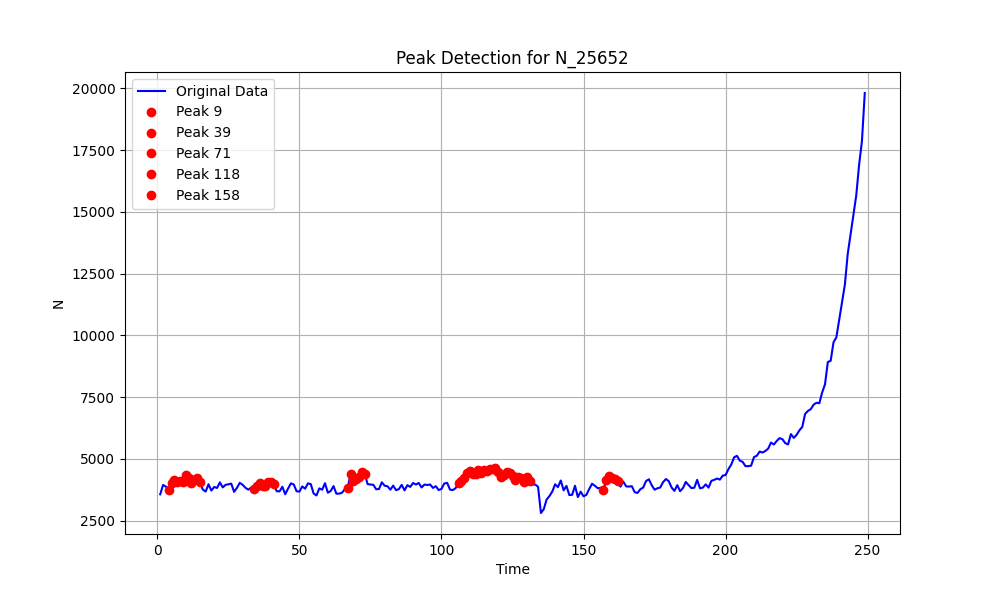 Peak Detection for N_25652
Original Data
Peak 9
Peak 39
Peak 71
Peak 118
Peak 158
20000
17500
15000
12500
10000
7500
5000
2500
N
0
50
100
150
200
250
Time